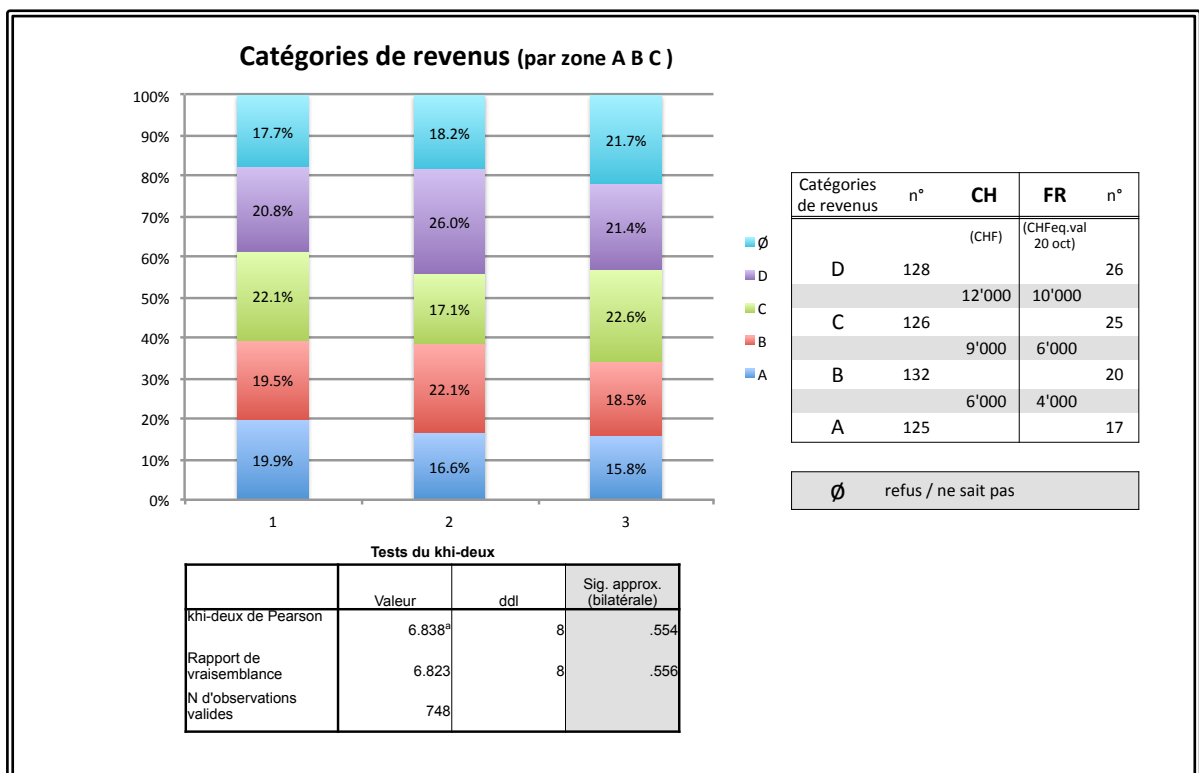 Catégories de revenus (par zone A B C )
100%
90%
80%
70%
60%
50%
40%
30%
20%
10%
0%
17.7% 18.2% 21.7%
20.8% 26.0% 21.4%
22.1% 17.1% 22.6%
19.5% 22.1% 18.5%
19.9% 16.6% 15.8%
1 2 3
Ø
D
C
B
A
Catégories de revenus n° CH FR n°
(CHF) (CHFeq.val 20 oct)
D 128 26
12'000 10'000
C 126 25
9'000 6'000
B 132 20
6'000 4'000
A 125 17
Ø refus / ne sait pas
Tests du khi-deux
Valeur ddl Sig. approx. (bilatérale)
khi-deux de Pearson 6.838a 8 .554
Rapport de vraisemblance 6.823 8 .556
N d'observations valides 748